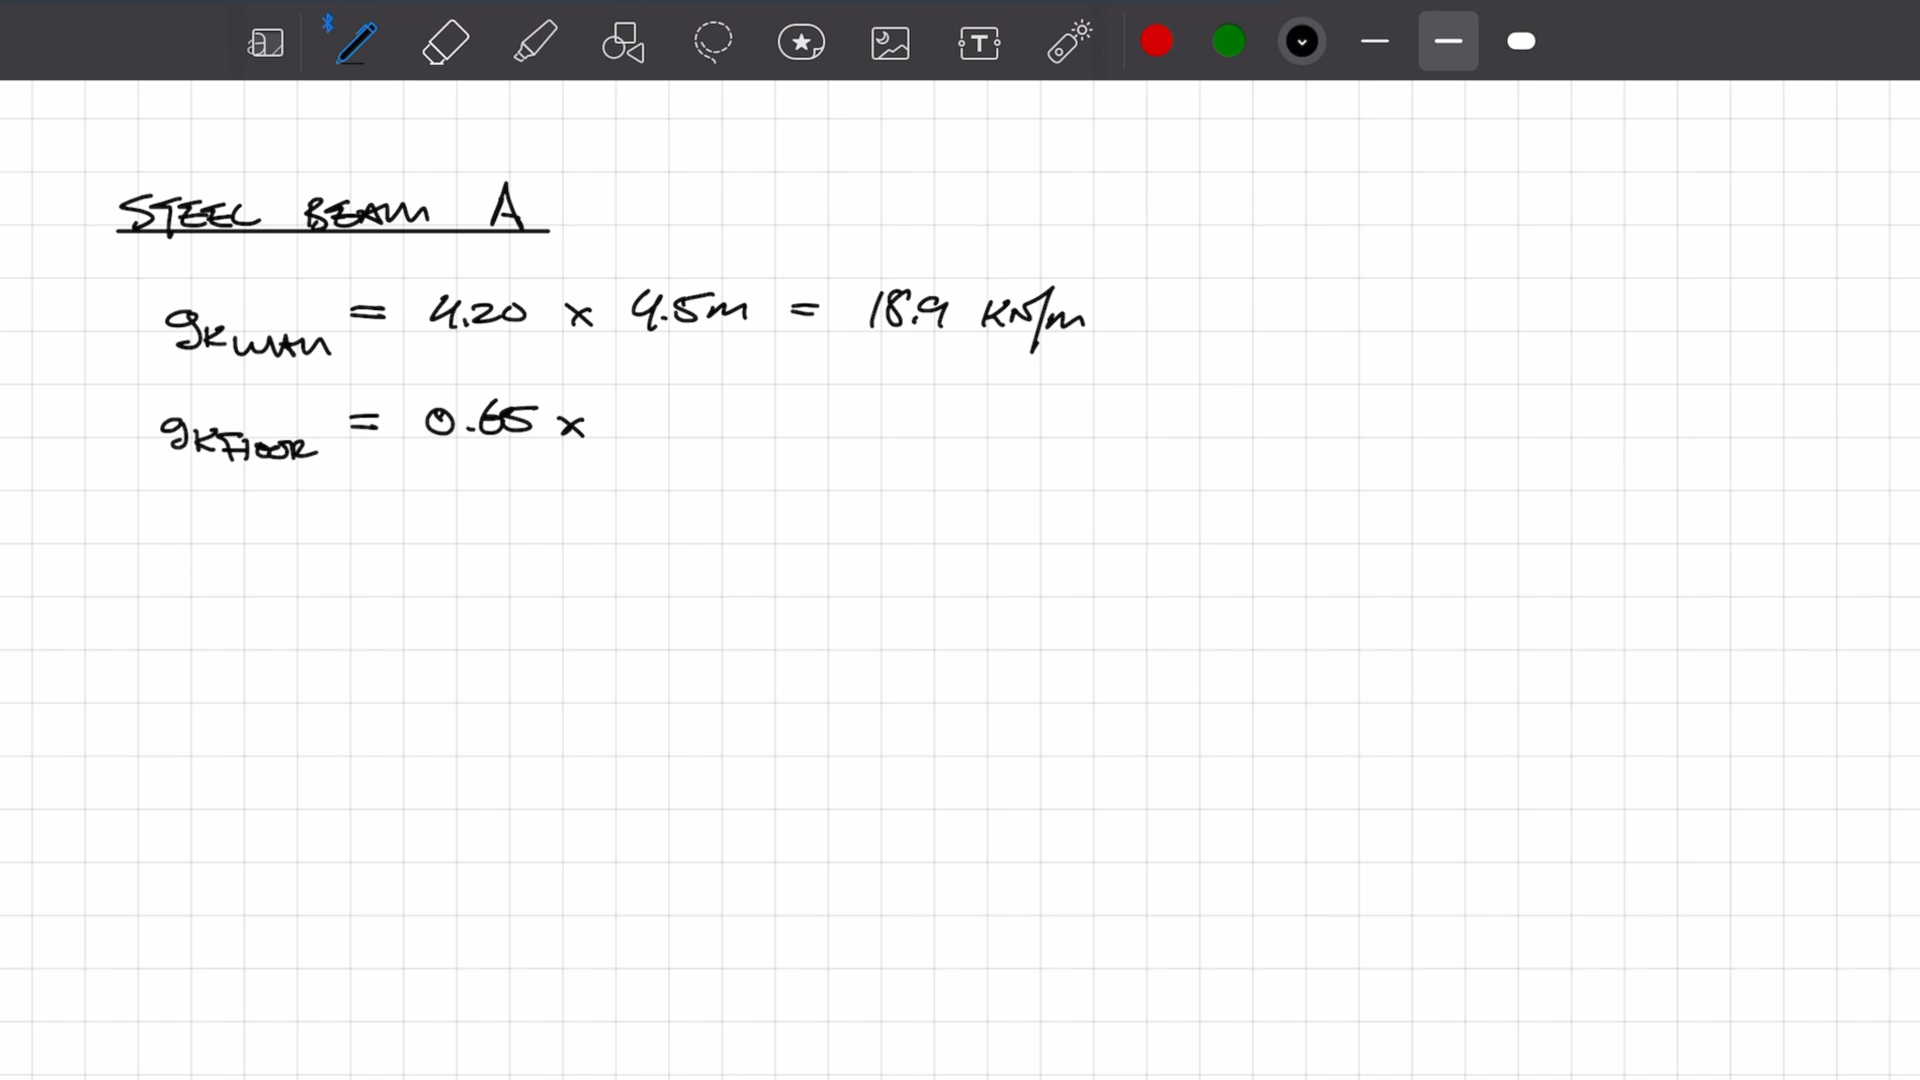 STEEL BEAM A
gk WALL = 4.20 x 4.5m = 18.9 KN/m
gk FLOOR = 0.65 x